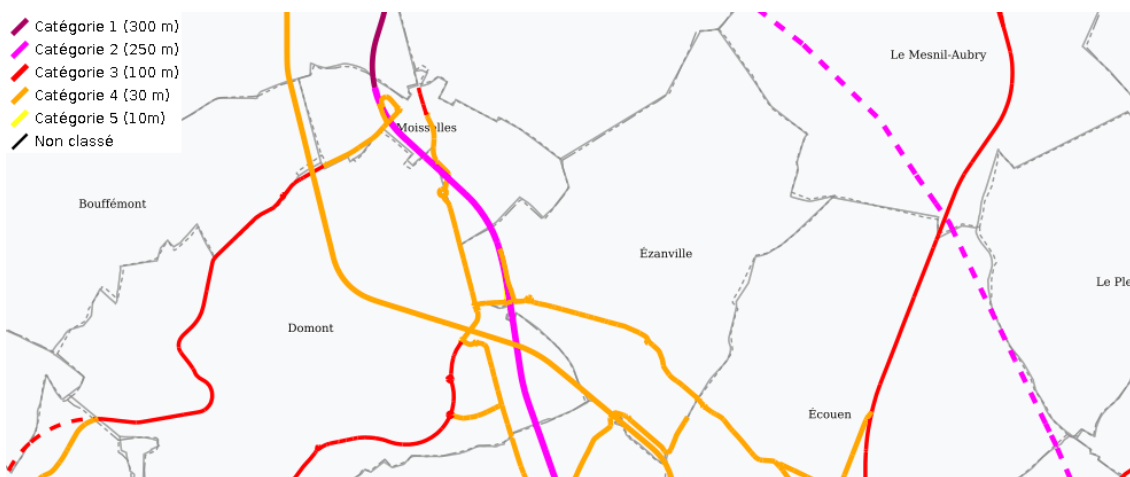 Catégorie 1 (300 m)
Catégorie 2 (250 m)
Catégorie 3 (100 m)
Catégorie 4 (30 m)
Catégorie 5 (10m)
Non classé
Le Mesnil-Aubry
Moisselles
Bouffémont
Ézanville
Le Ple
Domont
Écouen